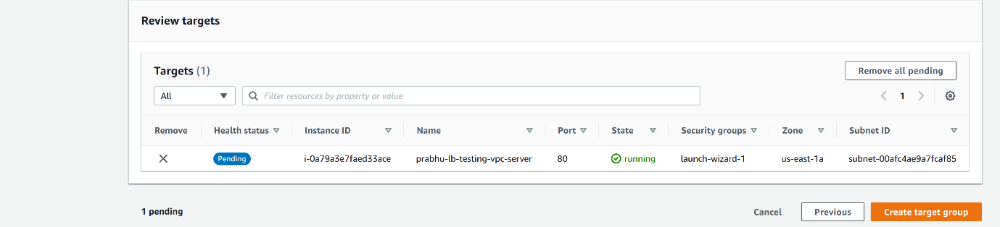 Review targets
Targets (1)
Remove all pending
All
Filter resources by property or value
1
Remove Health status Instance ID Name Port State Security groups Zone Subnet ID
Pending i-0a79a3e7faed33ace prabhu-lb-testing-vpc-server 80 running launch-wizard-1 us-east-1a subnet-00afc4ae9a7fcaf85
1 pending
Cancel
Previous
Create target group